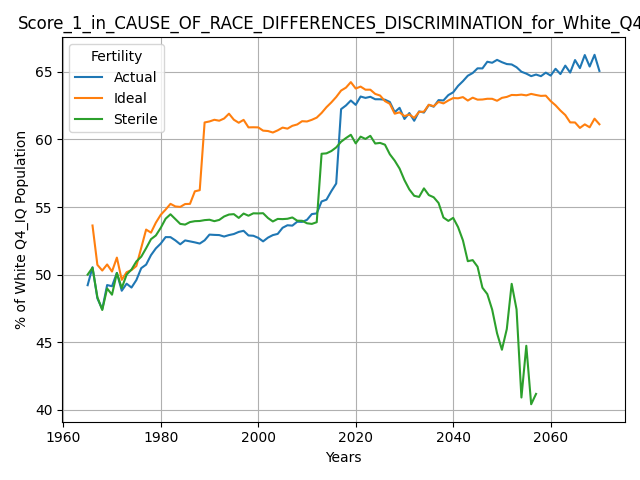 Score_1_in_CAUSE_OF_RACE_DIFFERENCES_DISCRIMINATION_for_White_Q4
Fertility
Actual
Ideal
Sterile
% of White Q4_IQ Population
65
60
55
50
45
40
1960
1980
2000
2020
2040
2060
Years